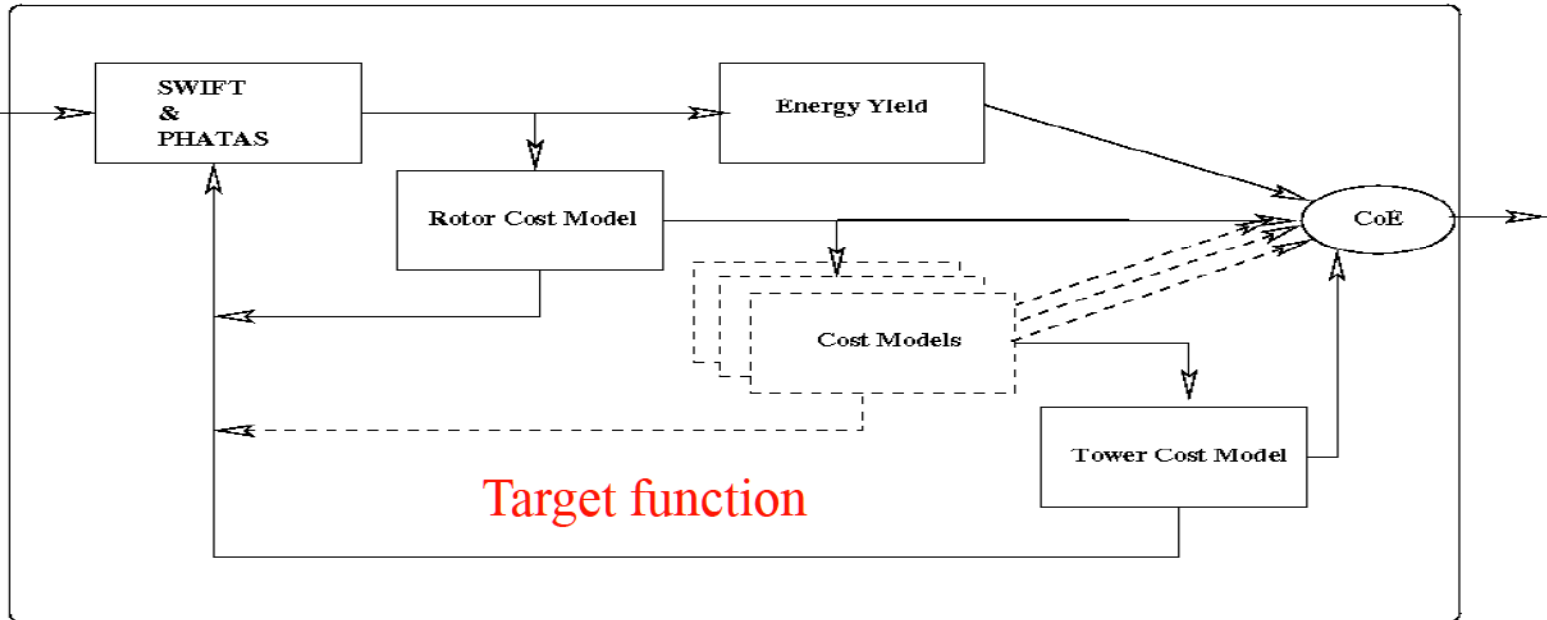 SWIFT
&
PHATAS
Energy Yield
Rotor Cost Model
CoE
Cost Models
Tower Cost Model
Target function